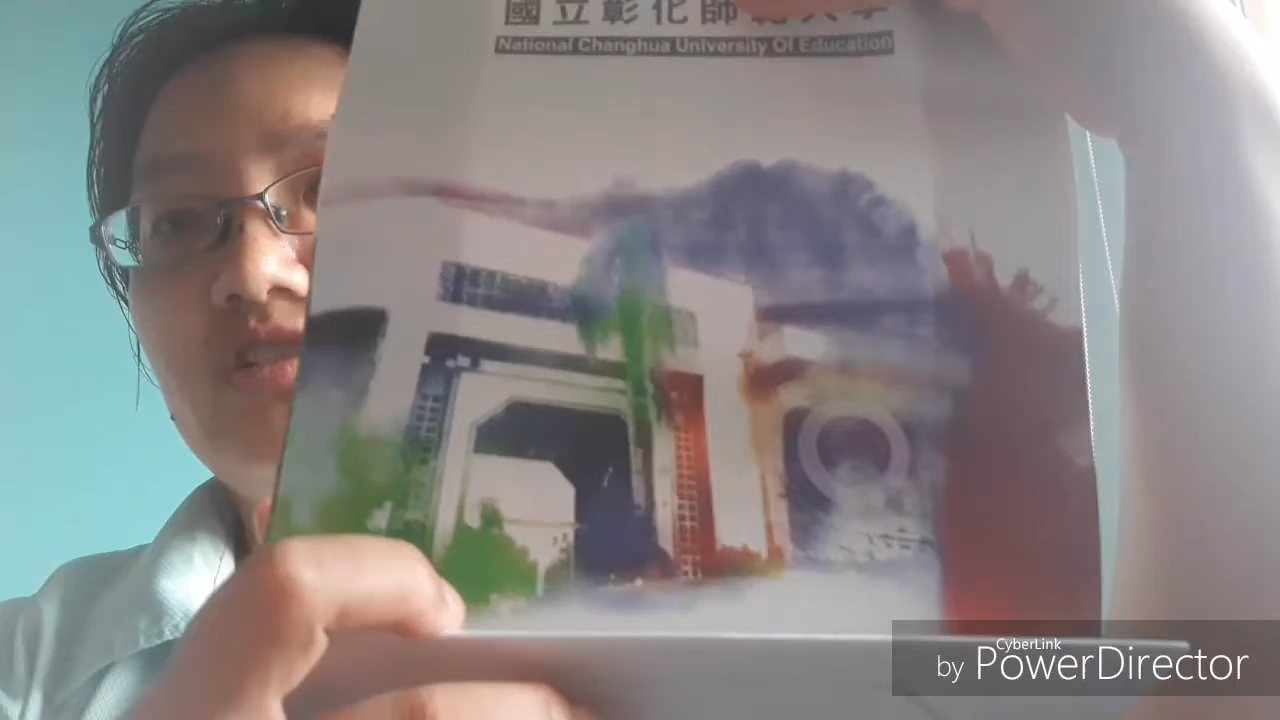 國立彰化師範大學
National Changhua University Of Education
CyberLink
by PowerDirector